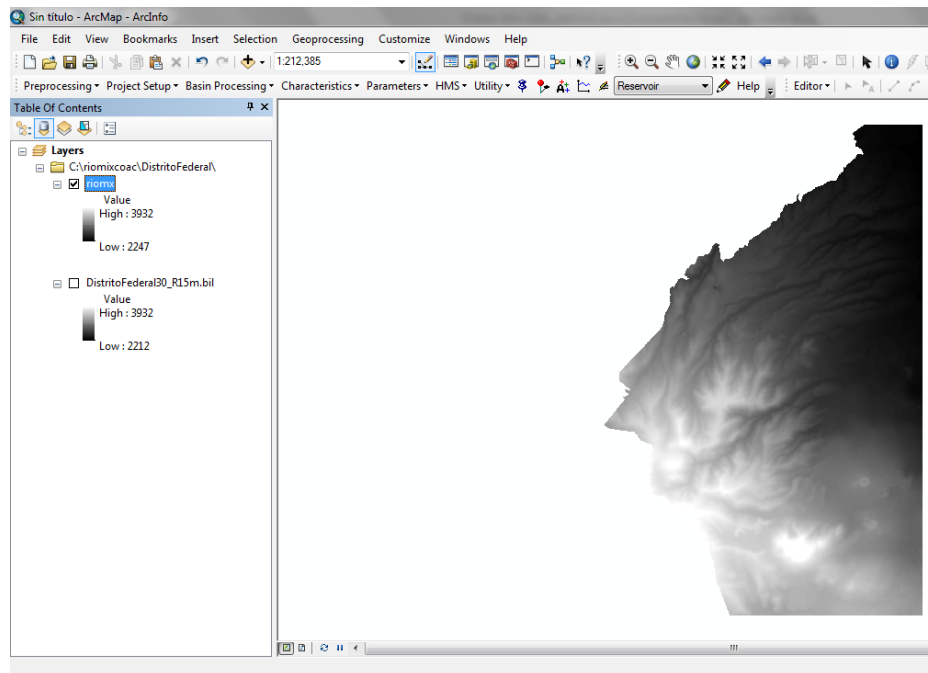 Sin título - ArcMap - ArcInfo
File Edit View Bookmarks Insert Selection Geoprocessing Customize Windows Help
1:212,385
Preprocessing Project Setup Basin Processing Characteristics Parameters HMS Utility Reservoir Help Editor
Table Of Contents
Layers
C:\riomixcoac\DistritoFederal\
riomx
Value
High : 3932
Low : 2247
DistritoFederal30_R15m.bil
Value
High : 3932
Low : 2212